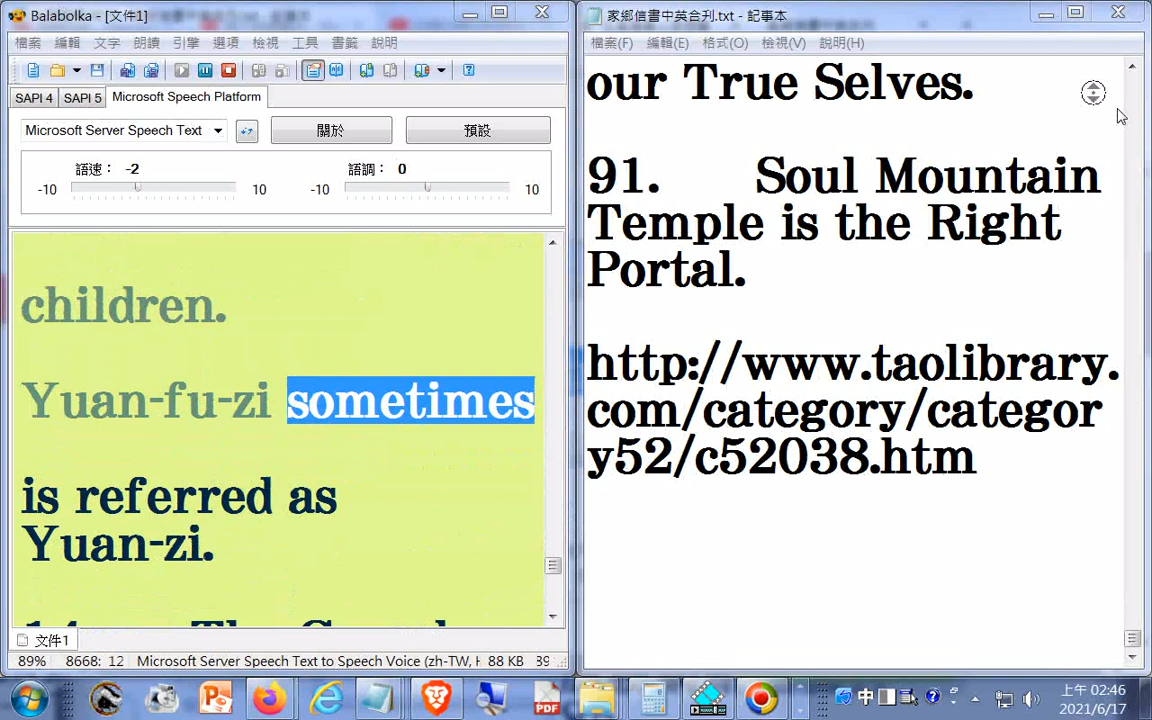 Balabolka - [文件1]
檔案 編輯 文字 朗讀 引擎 選項 檢視 工具 書籤 說明
SAPI 4 SAPI 5 Microsoft Speech Platform
Microsoft Server Speech Text 關於 預設
語速： -2 語調： 0
-10 10 -10 10
children.
Yuan-fu-zi sometimes
is referred as
Yuan-zi.
文件1
89% 8668: 12 Microsoft Server Speech Text to Speech Voice (zh-TW, H 88 KB 39
家鄉信書中英合利.txt - 記事本
檔案(F) 編輯(E) 格式(O) 檢視(V) 說明(H)
our True Selves.
91. Soul Mountain
Temple is the Right
Portal.
http://www.taolibrary.
com/category/categor
y52/c52038.htm
PDF
中
上午 02:46
2021/6/17